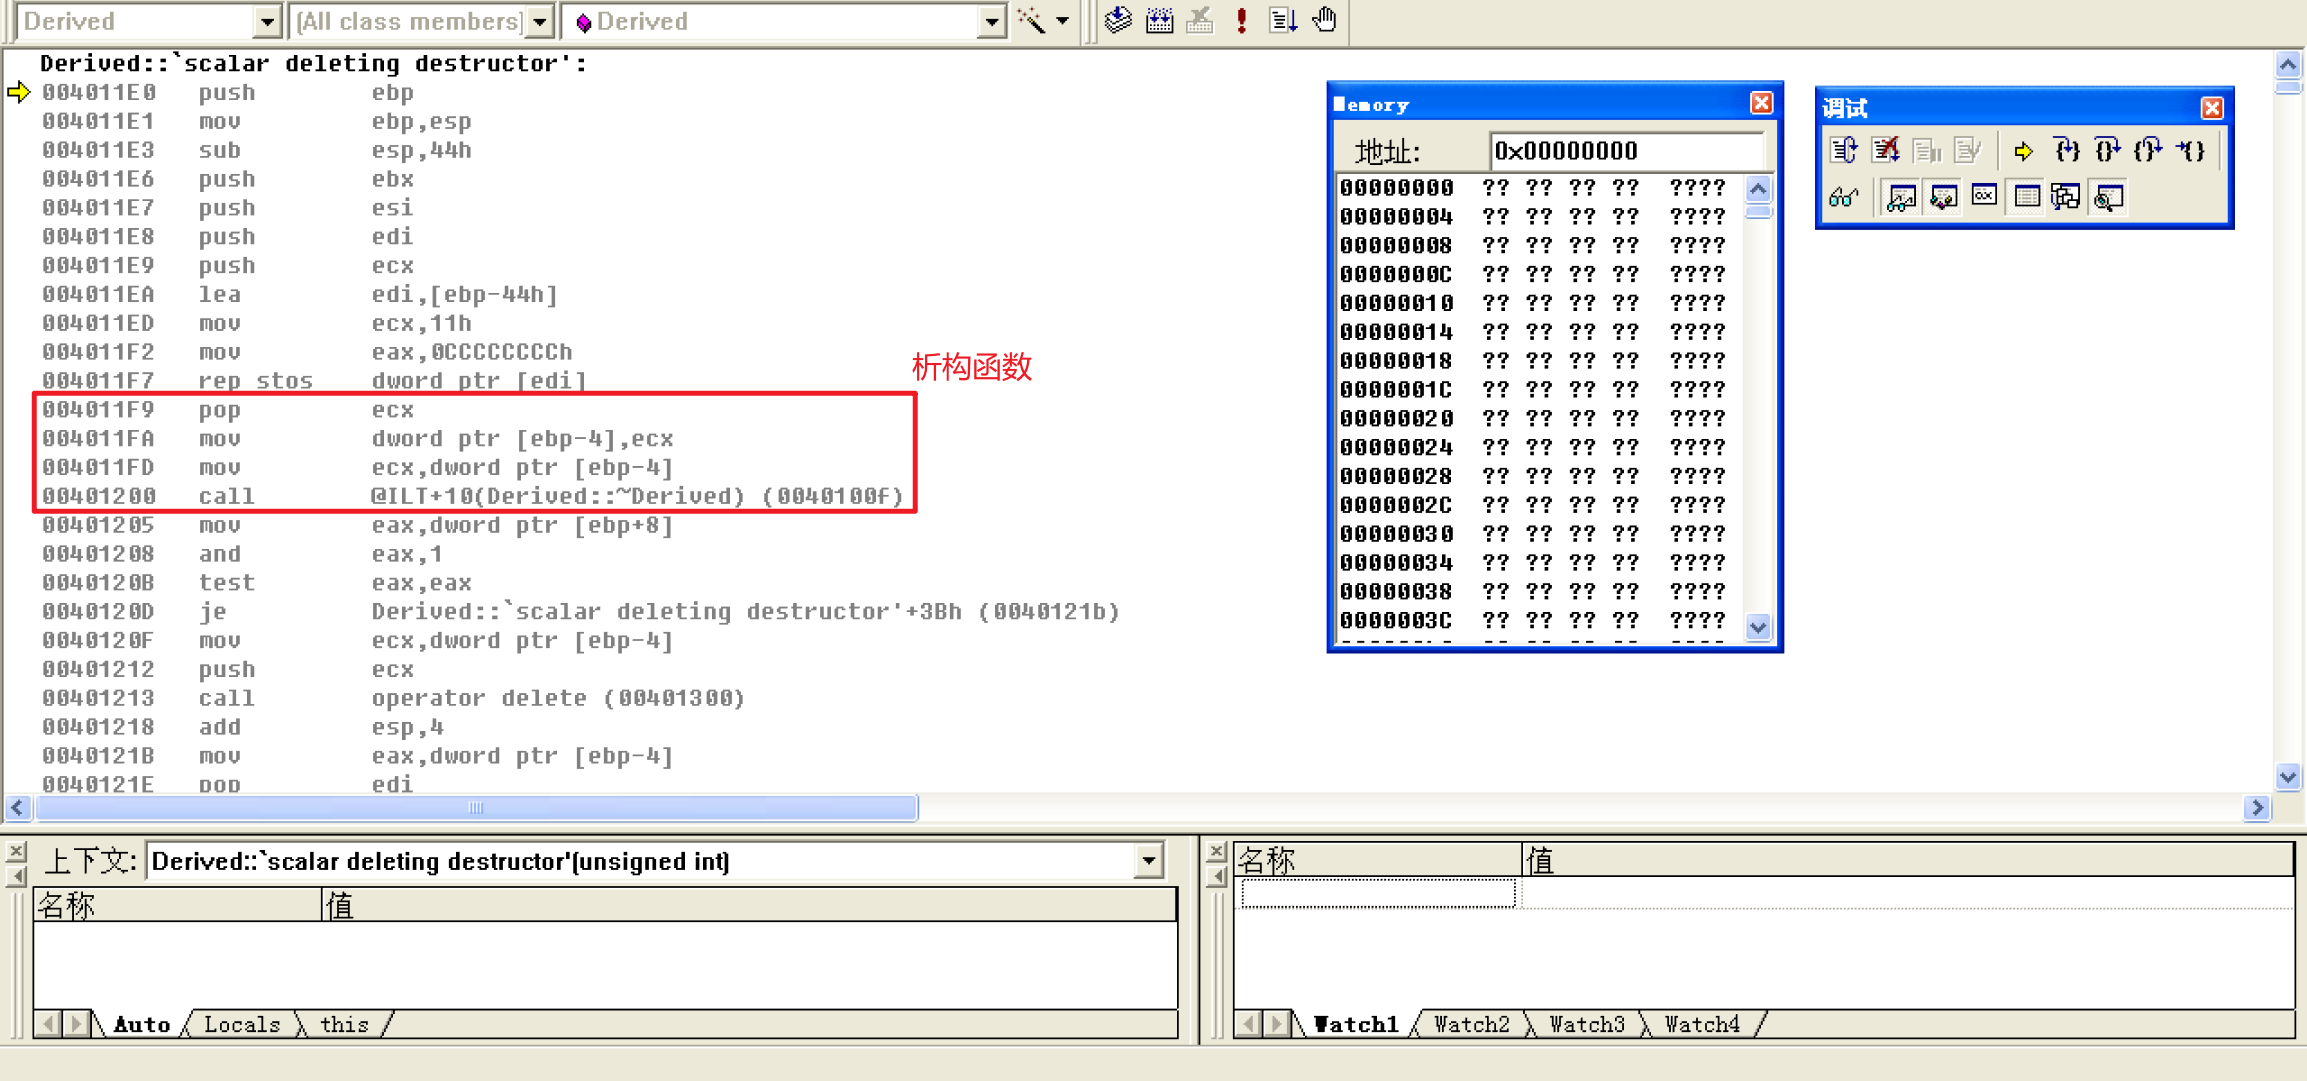 Derived
(All class members)
Derived
Derived::`scalar deleting destructor':
004011E0 push ebp
004011E1 mov ebp,esp
004011E3 sub esp,44h
004011E6 push ebx
004011E7 push esi
004011E8 push edi
004011E9 push ecx
004011EA lea edi,[ebp-44h]
004011ED mov ecx,11h
004011F2 mov eax,0CCCCCCCCh
004011F7 rep stos dword ptr [edi]
析构函数
004011F9 pop ecx
004011FA mov dword ptr [ebp-4],ecx
004011FD mov ecx,dword ptr [ebp-4]
00401200 call @ILT+10(Derived::~Derived) (0040100f)
00401205 mov eax,dword ptr [ebp+8]
00401208 and eax,1
0040120B test eax,eax
0040120D je Derived::`scalar deleting destructor'+3Bh (0040121b)
0040120F mov ecx,dword ptr [ebp-4]
00401212 push ecx
00401213 call operator delete (00401300)
00401218 add esp,4
0040121B mov eax,dword ptr [ebp-4]
0040121E pop edi
Memory
地址: 0x00000000
00000000 ?? ?? ?? ?? ????
00000004 ?? ?? ?? ?? ????
00000008 ?? ?? ?? ?? ????
0000000C ?? ?? ?? ?? ????
00000010 ?? ?? ?? ?? ????
00000014 ?? ?? ?? ?? ????
00000018 ?? ?? ?? ?? ????
0000001C ?? ?? ?? ?? ????
00000020 ?? ?? ?? ?? ????
00000024 ?? ?? ?? ?? ????
00000028 ?? ?? ?? ?? ????
0000002C ?? ?? ?? ?? ????
00000030 ?? ?? ?? ?? ????
00000034 ?? ?? ?? ?? ????
00000038 ?? ?? ?? ?? ????
0000003C ?? ?? ?? ?? ????
调试
上下文: Derived::`scalar deleting destructor'(unsigned int)
名称 值
Auto Locals this
名称 值
Watch1 Watch2 Watch3 Watch4